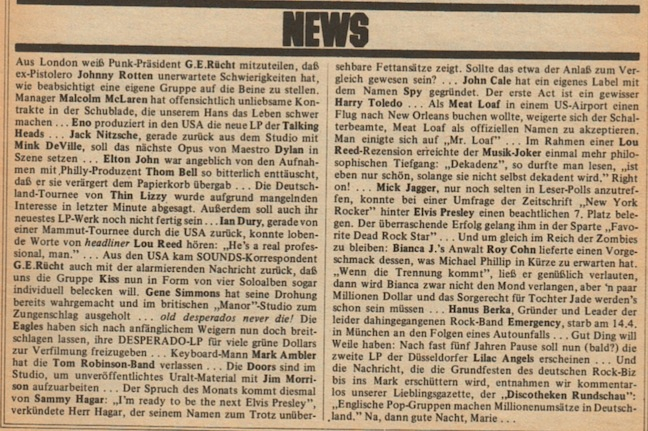 NEWS
Aus London weiß Punk-Präsident G.E.Rücht mitzuteilen, daß
ex-Pistolero Johnny Rotten unerwartete Schwierigkeiten hat,
wie beabsichtigt eine eigene Gruppe auf die Beine zu stellen.
Manager Malcolm McLaren hat offensichtlich unliebsame Kon-
trakte in der Schublade, die unserem Hans das Leben schwer
machen . . . Eno produziert in den USA die neue LP der Talking
Heads . . . Jack Nitzsche, gerade zurück aus dem Studio mit
Mink DeVille, soll das nächste Opus von Maestro Dylan in
Szene setzen . . . Elton John war angeblich von den Aufnah-
men mit Philly-Produzent Thom Bell so bitterlich enttäuscht,
daß er sie verärgert dem Papierkorb übergab . . . Die Deutsch-
land-Tournee von Thin Lizzy wurde aufgrund mangelnden
Interesses in letzter Minute abgesagt. Außerdem soll auch ihr
neuestes LP-Werk noch nicht fertig sein . . . Ian Dury, gerade von
einer Mammut-Tournee durch die USA zurück, konnte loben-
de Worte von headliner Lou Reed hören: „He's a real profes-
sional, man." . . . Aus den USA kam SOUNDS-Korrespondent
G.E.Rücht auch mit der alarmierenden Nachricht zurück, daß
uns die Gruppe Kiss nun in Form von vier Soloalben sogar
individuell belecken will. Gene Simmons hat seine Drohung
bereits wahrgemacht und im britischen „Manor"-Studio zum
Zungenschlag ausgeholt . . . old desperados never die! Die
Eagles haben sich nach anfänglichem Weigern nun doch breit-
schlagen lassen, ihre DESPERADO-LP für viele grüne Dollars
zur Verfilmung freizugeben . . . Keyboard-Mann Mark Ambler
hat die Tom Robinson-Band verlassen . . . Die Doors sind im
Studio, um unveröffentlichtes Uralt-Material mit Jim Morri-
son aufzuarbeiten . . . Der Spruch des Monats kommt diesmal
von Sammy Hagar: „I'm ready to be the next Elvis Presley",
verkündete Herr Hagar, der seinem Namen zum Trotz unüber-
sehbare Fettansätze zeigt. Sollte das etwa der Anlaß zum Ver-
gleich gewesen sein? . . . John Cale hat ein eigenes Label mit
dem Namen Spy gegründet. Der erste Act ist ein gewisser
Harry Toledo . . . Als Meat Loaf in einem US-Airport einen
Flug nach New Orleans buchen wollte, weigerte sich der Schal-
terbeamte, Meat Loaf als offiziellen Namen zu akzeptieren.
Man einigte sich auf „Mr. Loaf" . . . Im Rahmen einer Lou
Reed-Rezension erreichte der Musik-Joker einmal mehr philo-
sophischen Tiefgang: „Dekadenz", so durfte man lesen, „ist
eben nur schön, solange sie nicht selbst dekadent wird." Right
on! . . . Mick Jagger, nur noch selten in Leser-Polls anzutref-
fen, konnte bei einer Umfrage der Zeitschrift „New York
Rocker" hinter Elvis Presley einen beachtlichen 7. Platz bele-
gen. Der überraschende Erfolg gelang ihm in der Sparte „Favo-
rite Dead Rock Star" . . . Und um gleich im Reich der Zombies
zu bleiben: Bianca J.'s Anwalt Roy Cohn lieferte einen Vorge-
schmack dessen, was Michael Phillip in Kürze zu erwarten hat.
„Wenn die Trennung kommt", ließ er genüßlich verlauten,
dann wird Bianca zwar nicht den Mond verlangen, aber 'n paar
Millionen Dollar und das Sorgerecht für Tochter Jade werden's
schon sein müssen . . . Hanus Berka, Gründer und Leader der
leider dahingegangenen Rock-Band Emergency, starb am 14.4.
in München an den Folgen eines Autounfalls . . . Gut Ding will
Weile haben: Nach fast fünf Jahren Pause soll nun (bald?) die
zweite LP der Düsseldorfer Lilac Angels erscheinen . . . Und
die Nachricht, die die Grundfesten des deutschen Rock-Biz
bis ins Mark erschüttern wird, entnahmen wir kommentar-
los unserer Lieblingsgazette, der „Discotheken Rundschau":
„Englische Pop-Gruppen machen Millionenumsätze in Deutsch-
land." Na, dann gute Nacht, Marie . . .